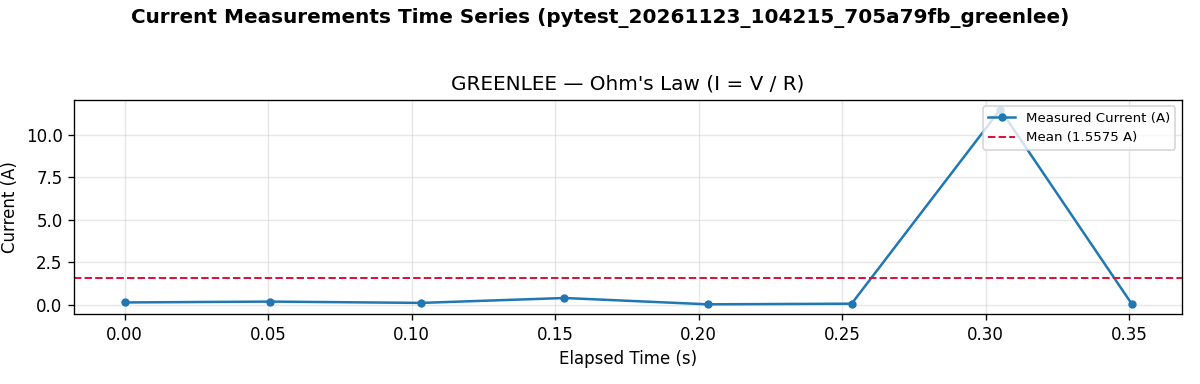 Current Measurements Time Series (pytest_20261123_104215_705a79fb_greenlee)
GREENLEE — Ohm's Law (I = V / R)
Measured Current (A)
Mean (1.5575 A)
Current (A)
10.0
7.5
5.0
2.5
0.0
0.00 0.05 0.10 0.15 0.20 0.25 0.30 0.35
Elapsed Time (s)